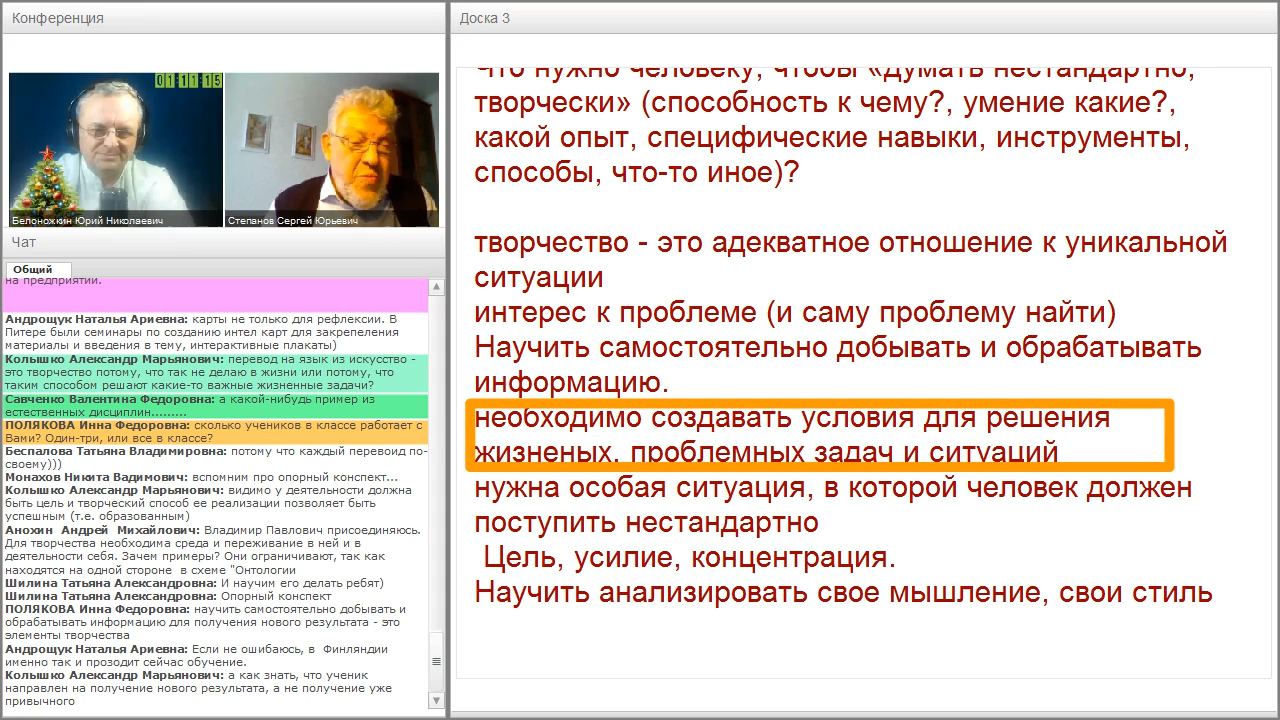 Конференция
01:11:15
Белоножкин Юрий Николаевич
Степанов Сергей Юрьевич
Чат
Общий
на предприятии.
Андрощук Наталья Ариевна: карты не только для рефлексии. В
Питере были семинары по созданию интел карт для закрепеления
материалы и введения в тему, интерактивные плакаты)
Колышко Александр Марьянович: перевод на язык из искусство -
это творчество потому, что так не делаю в жизни или потому, что
таким способом решают какие-то важные жизненные задачи?
Савченко Валентина Федоровна: а какой-нибудь пример из
естественных дисциплин.........
ПОЛЯКОВА Инна Федоровна: сколько учеников в классе работает с
Вами? Один-три, или все в классе?
Беспалова Татьяна Владимировна: потому что каждый перевоид по-
своему)))
Монахов Никита Вадимович: вспомним про опорный конспект...
Колышко Александр Марьянович: видимо у деятельности должна
быть цель и творческий способ ее реализации позволяет быть
успешным (т.е. образованным)
Анохин Андрей Михайлович: Владимир Павлович присоединяюсь.
Для творчества необходима среда и переживание в ней и в
деятельности себя. Зачем примеры? Они ограничивают, так как
находятся на одной стороне в схеме "Онтологии
Шилина Татьяна Александровна: И научим его делать ребят)
Шилина Татьяна Александровна: Опорный конспект
ПОЛЯКОВА Инна Федоровна: научить самостоятельно добывать и
обрабатывать информацию для получения нового результата - это
элементы творчества
Андрощук Наталья Ариевна: Если не ошибаюсь, в Финляндии
именно так и прозодит сейчас обучение.
Колышко Александр Марьянович: а как знать, что ученик
направлен на получение нового результата, а не получение уже
привычного
Доска 3
что нужно человеку, чтобы «думать нестандартно,
творчески» (способность к чему?, умение какие?,
какой опыт, специфические навыки, инструменты,
способы, что-то иное)?
творчество - это адекватное отношение к уникальной
ситуации
интерес к проблеме (и саму проблему найти)
Научить самостоятельно добывать и обрабатывать
информацию.
необходимо создавать условия для решения
жизненых, проблемных задач и ситуаций
нужна особая ситуация, в которой человек должен
поступить нестандартно
Цель, усилие, концентрация.
Научить анализировать свое мышление, свои стиль